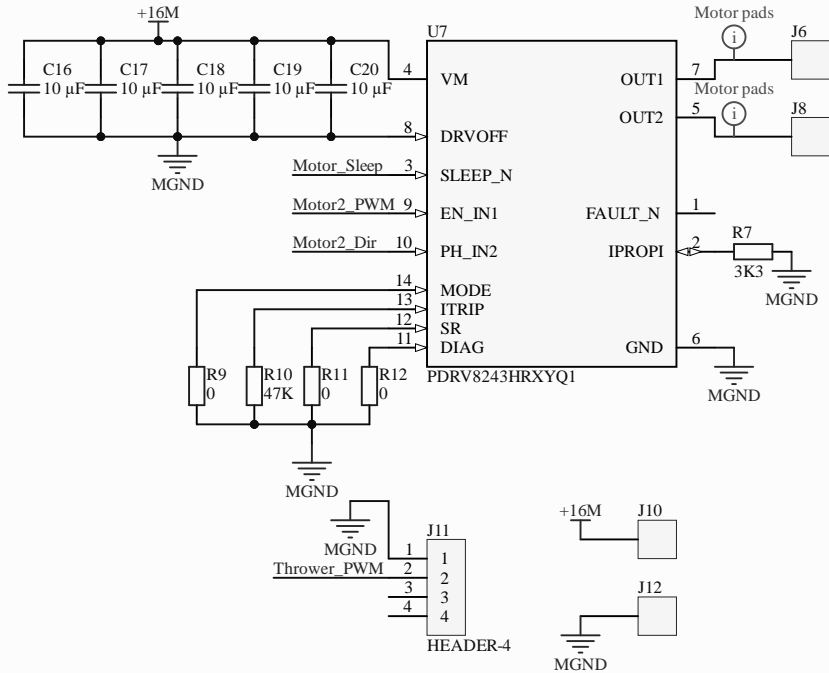 +16M
C16
10 µF
C17
10 µF
C18
10 µF
C19
10 µF
C20
10 µF
MGND
U7
4
VM
8
DRVOFF
Motor_Sleep
3
SLEEP_N
Motor2_PWM
9
EN_IN1
Motor2_Dir
10
PH_IN2
14
MODE
13
ITRIP
12
SR
11
DIAG
OUT1
7
OUT2
5
FAULT_N
1
IPROPI
2
GND
6
PDRV8243HRXYQ1
Motor pads
i
J6
Motor pads
i
J8
R7
3K3
MGND
MGND
R9
0
R10
47K
R11
0
R12
0
MGND
MGND
J11
Thrower_PWM
1
2
3
4
1
2
3
4
HEADER-4
+16M
J10
J12
MGND